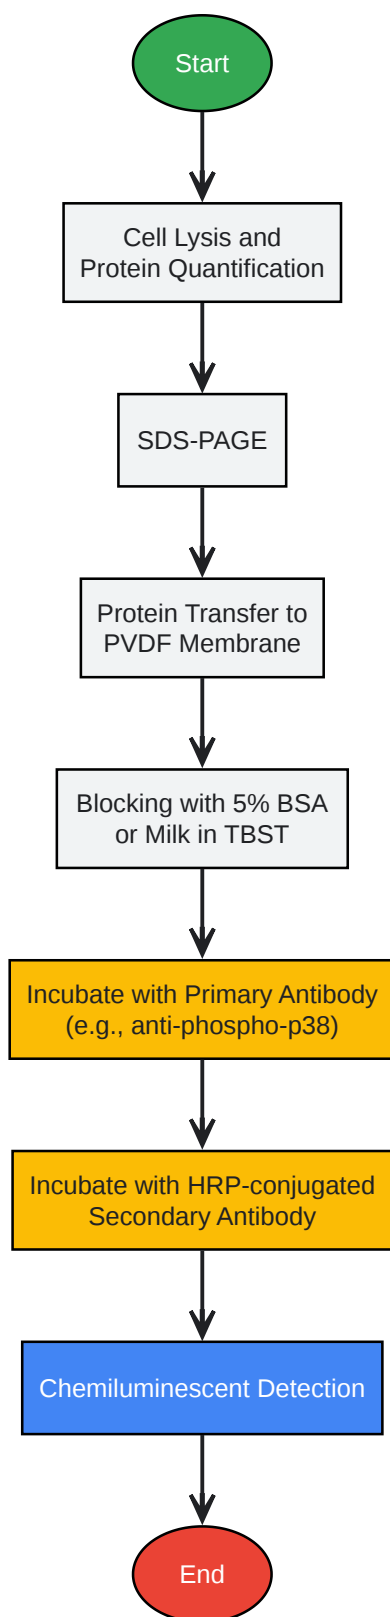 Start
Cell Lysis and
Protein Quantification
SDS-PAGE
Protein Transfer to
PVDF Membrane
Blocking with 5% BSA
or Milk in TBST
Incubate with Primary Antibody
(e.g., anti-phospho-p38)
Incubate with HRP-conjugated
Secondary Antibody
Chemiluminescent Detection
End